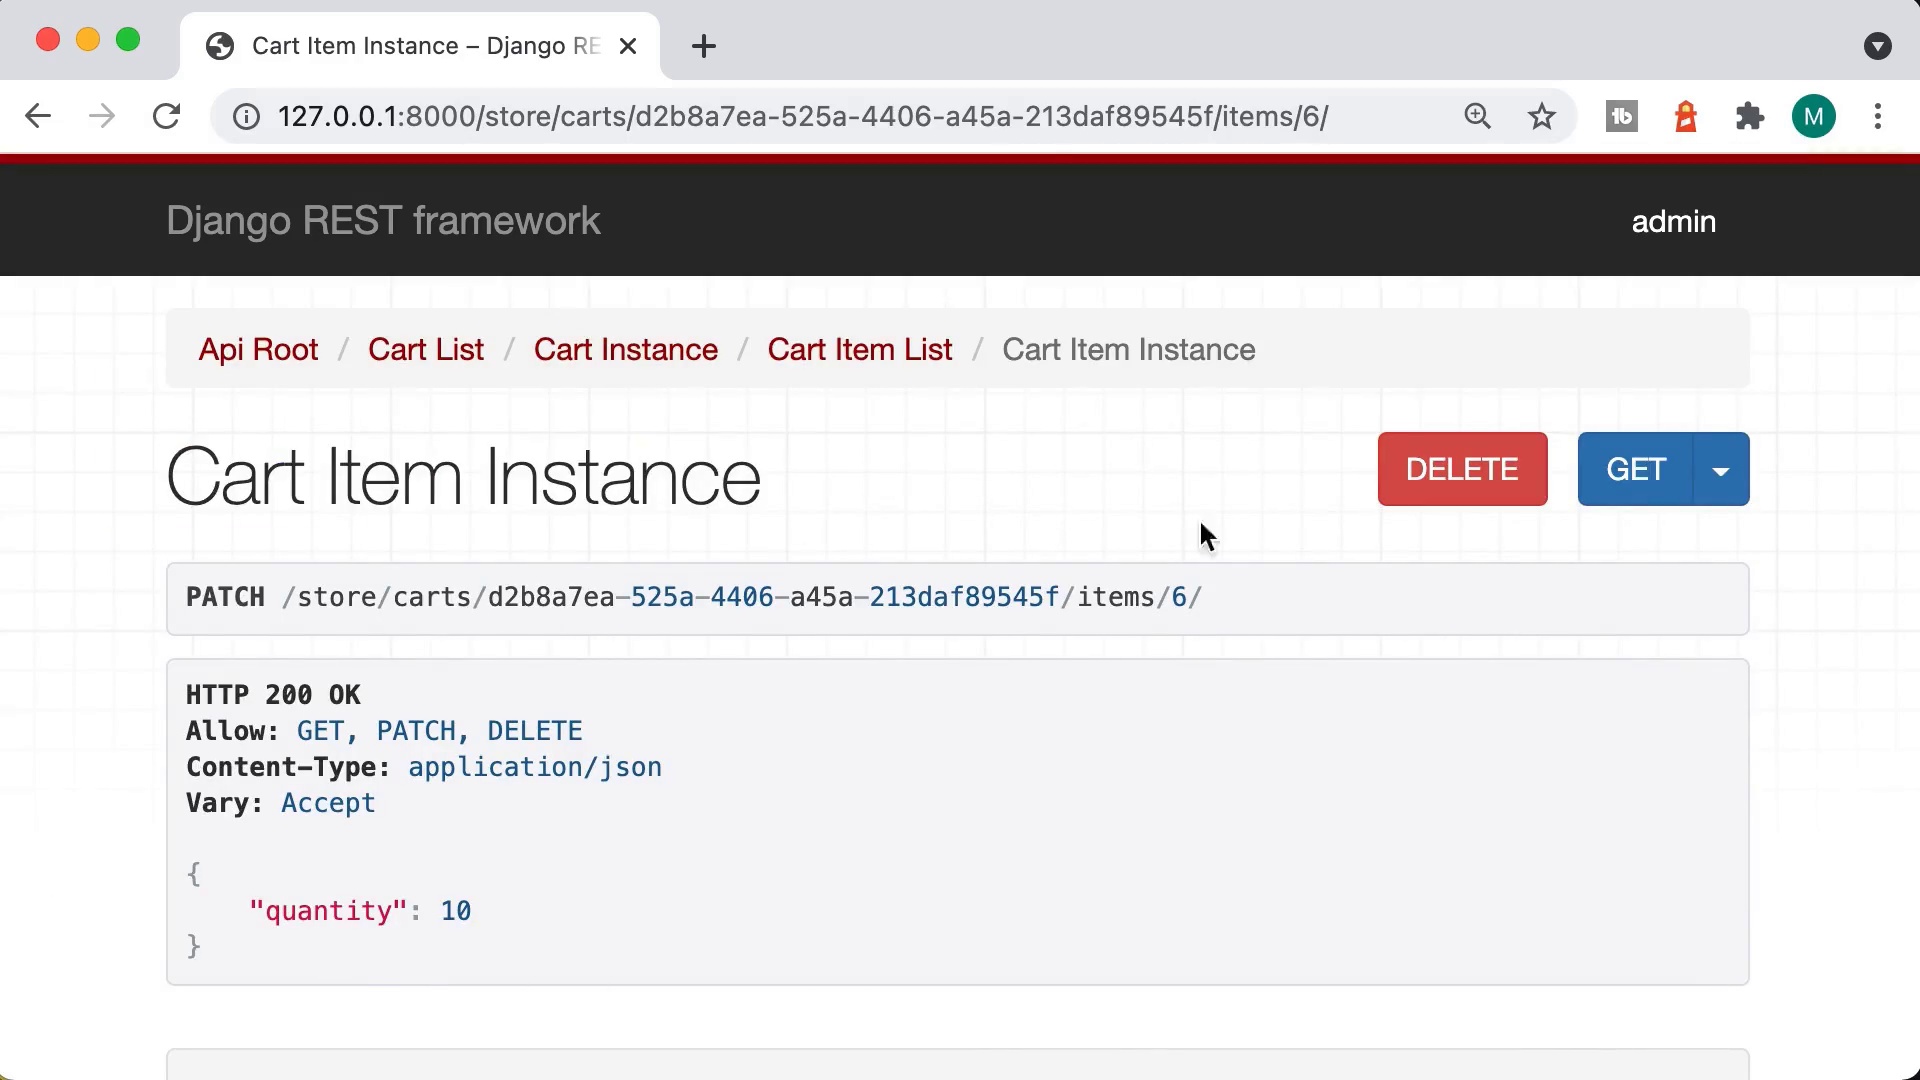 Cart Item Instance – Django RE
127.0.0.1:8000/store/carts/d2b8a7ea-525a-4406-a45a-213daf89545f/items/6/
M
Django REST framework
admin
Api Root / Cart List / Cart Instance / Cart Item List / Cart Item Instance
Cart Item Instance
DELETE
GET
PATCH /store/carts/d2b8a7ea-525a-4406-a45a-213daf89545f/items/6/
HTTP 200 OK
Allow: GET, PATCH, DELETE
Content-Type: application/json
Vary: Accept
{
"quantity": 10
}